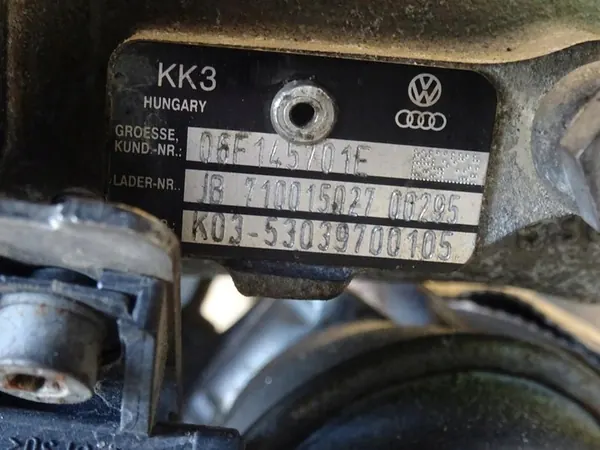 KK3
HUNGARY
GROESSE,
KUND.-NR.: 06F145701E
LADER-NR.. JB 710015027 00295
K03-53039700105